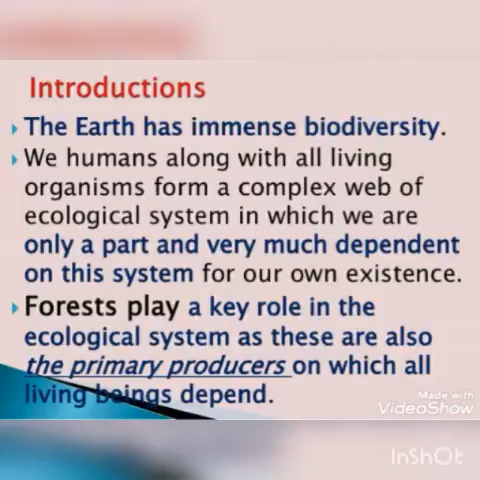 Introductions
The Earth has immense biodiversity.
We humans along with all living
organisms form a complex web of
ecological system in which we are
only a part and very much dependent
on this system for our own existence.
Forests play a key role in the
ecological system as these are also
the primary producers on which all
living beings depend.
Made with
VideoShow
InShOt